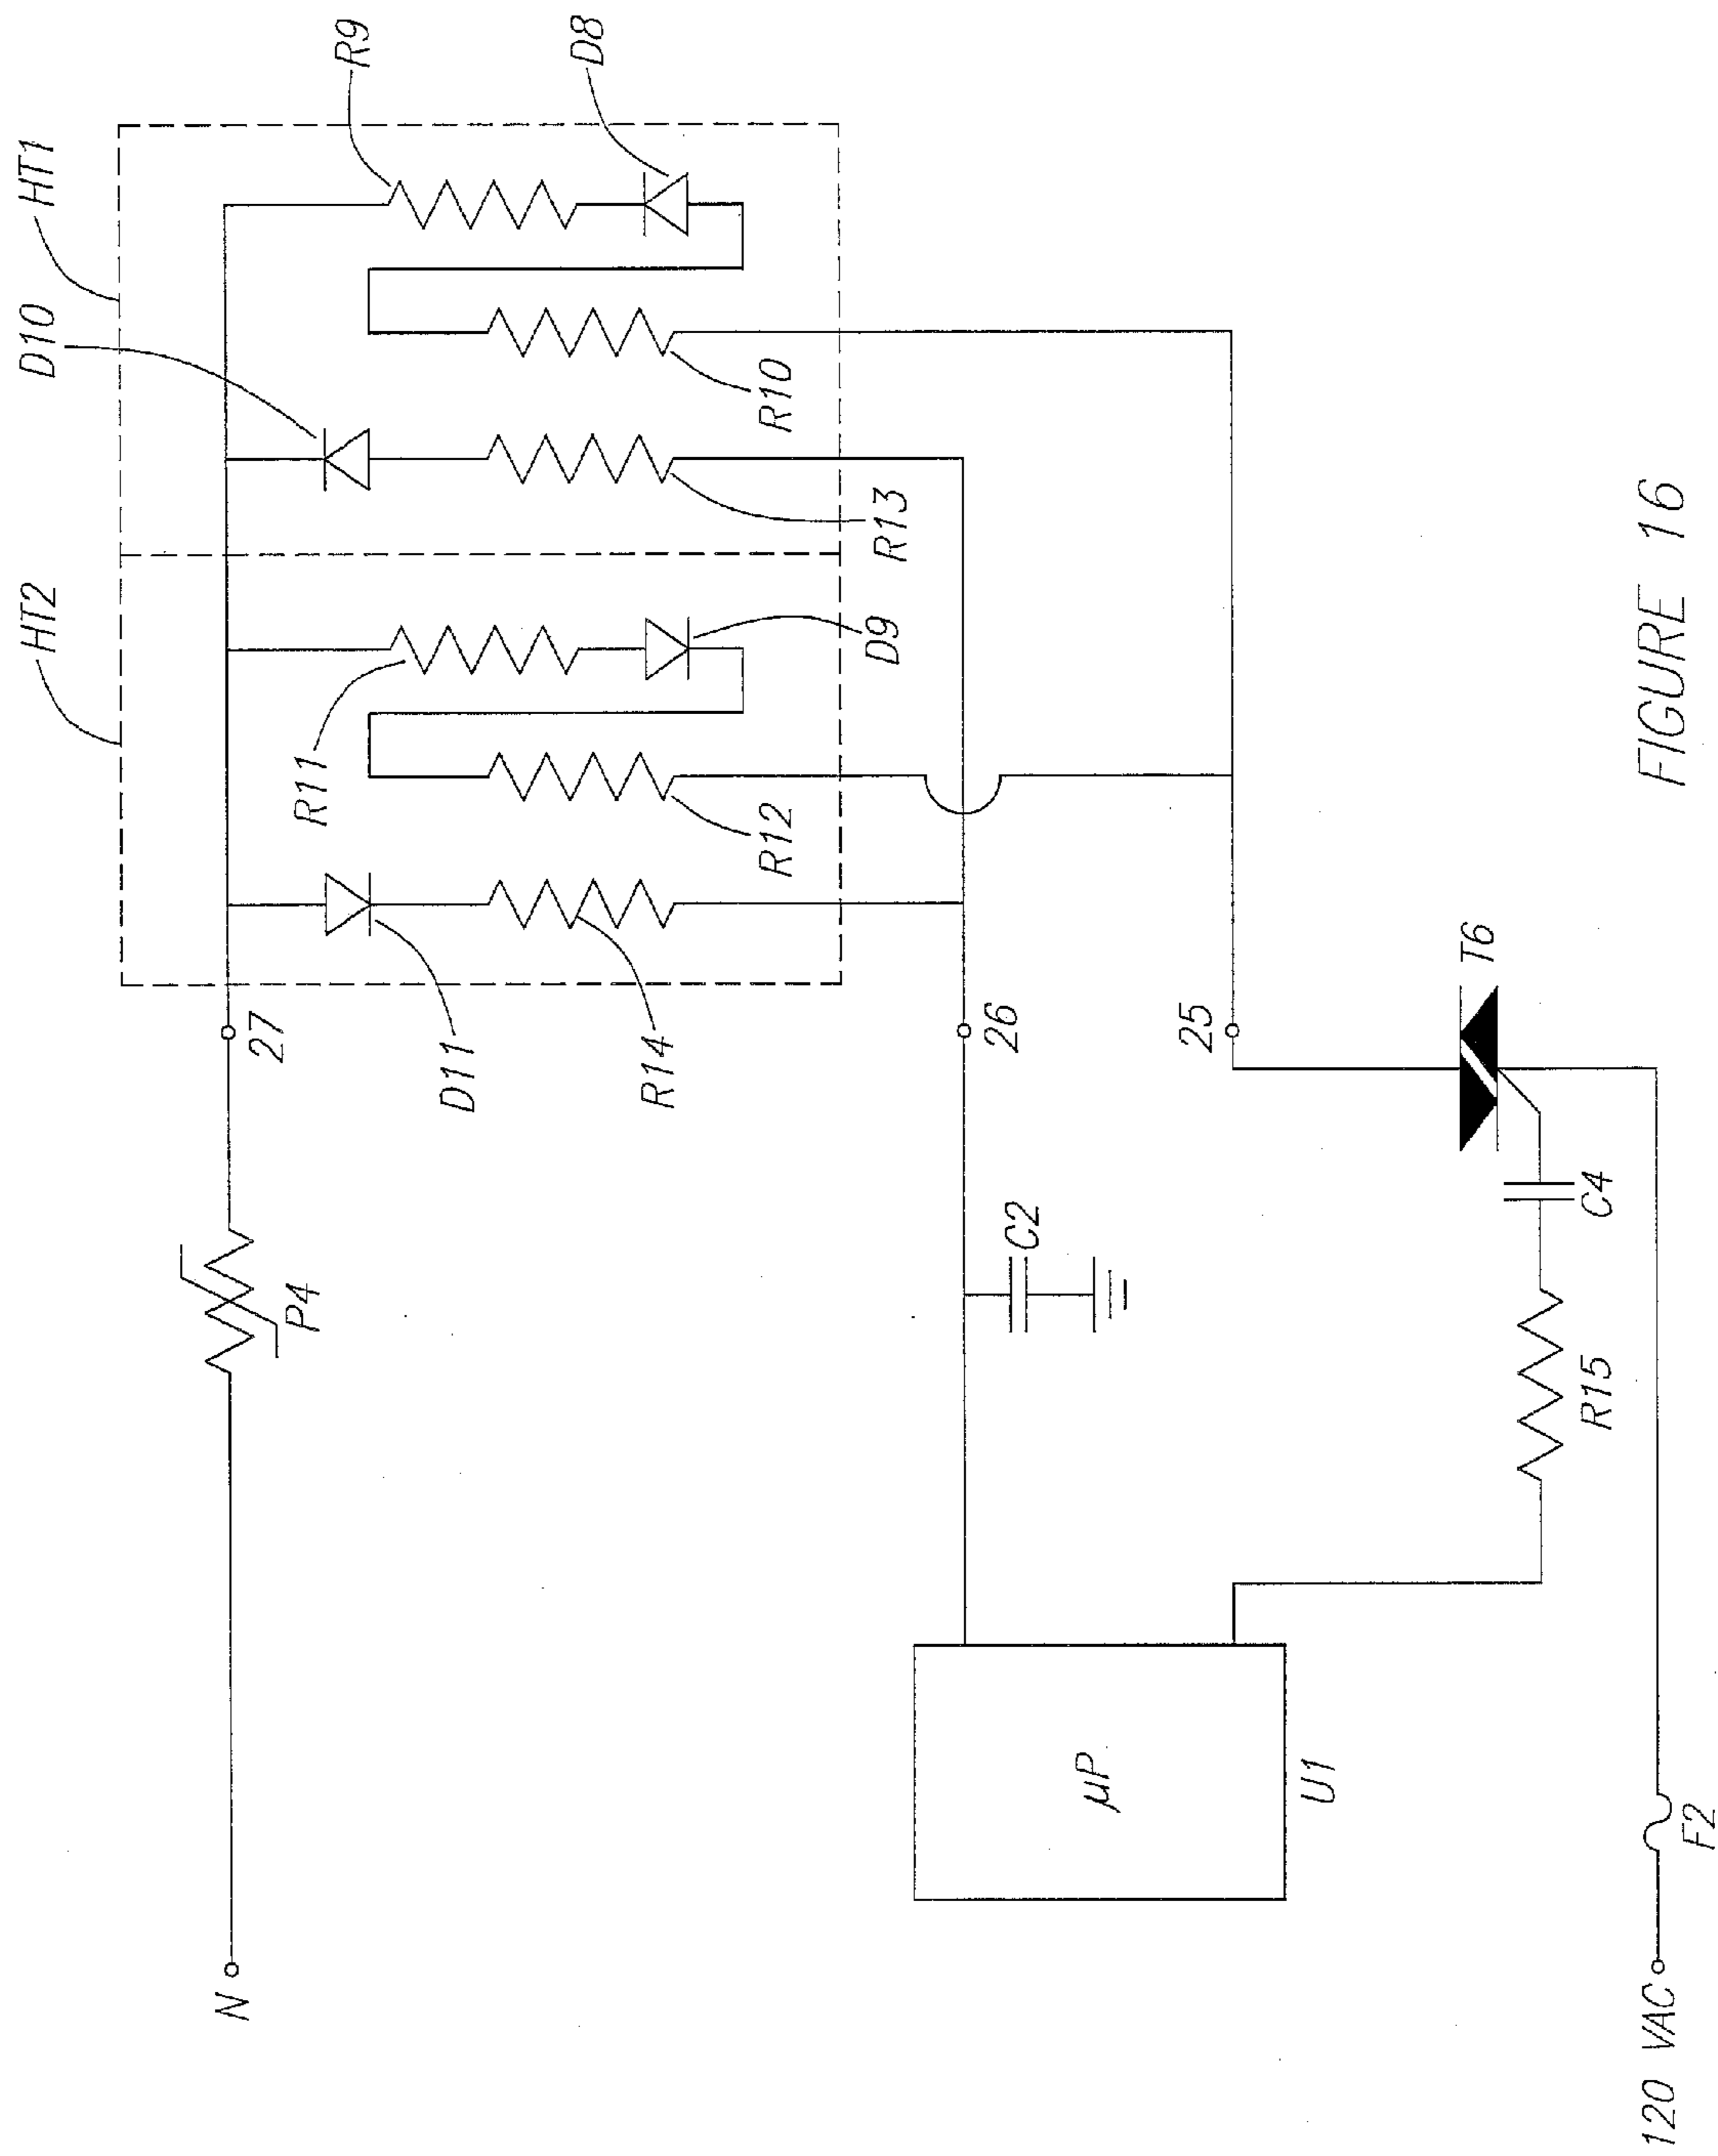 HT2
HT1
D10
R9
D8
R11
R12
D9
R13
R10
D11
R14
27
26
25
N
P4
C2
µP
U1
R15
C4
T6
120 VAC
F2
FIGURE 16